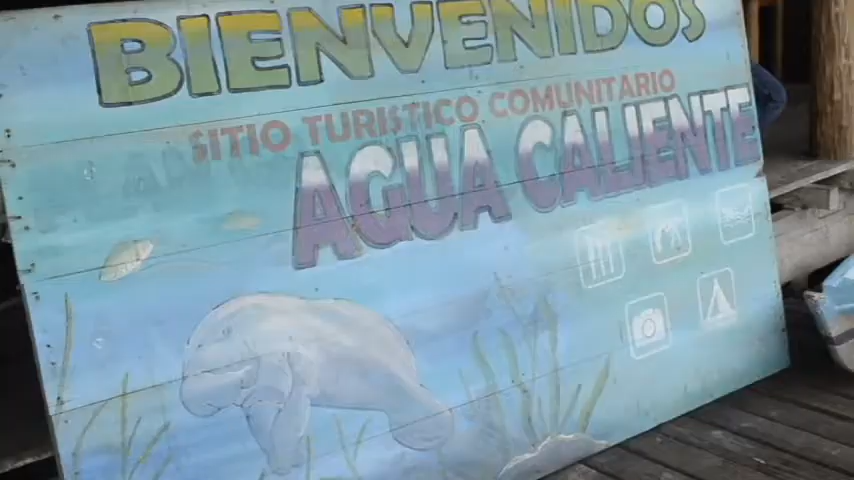 BIENVENIDOS
SITIO TURISTICO COMUNITARIO
AGUA CALIENTE